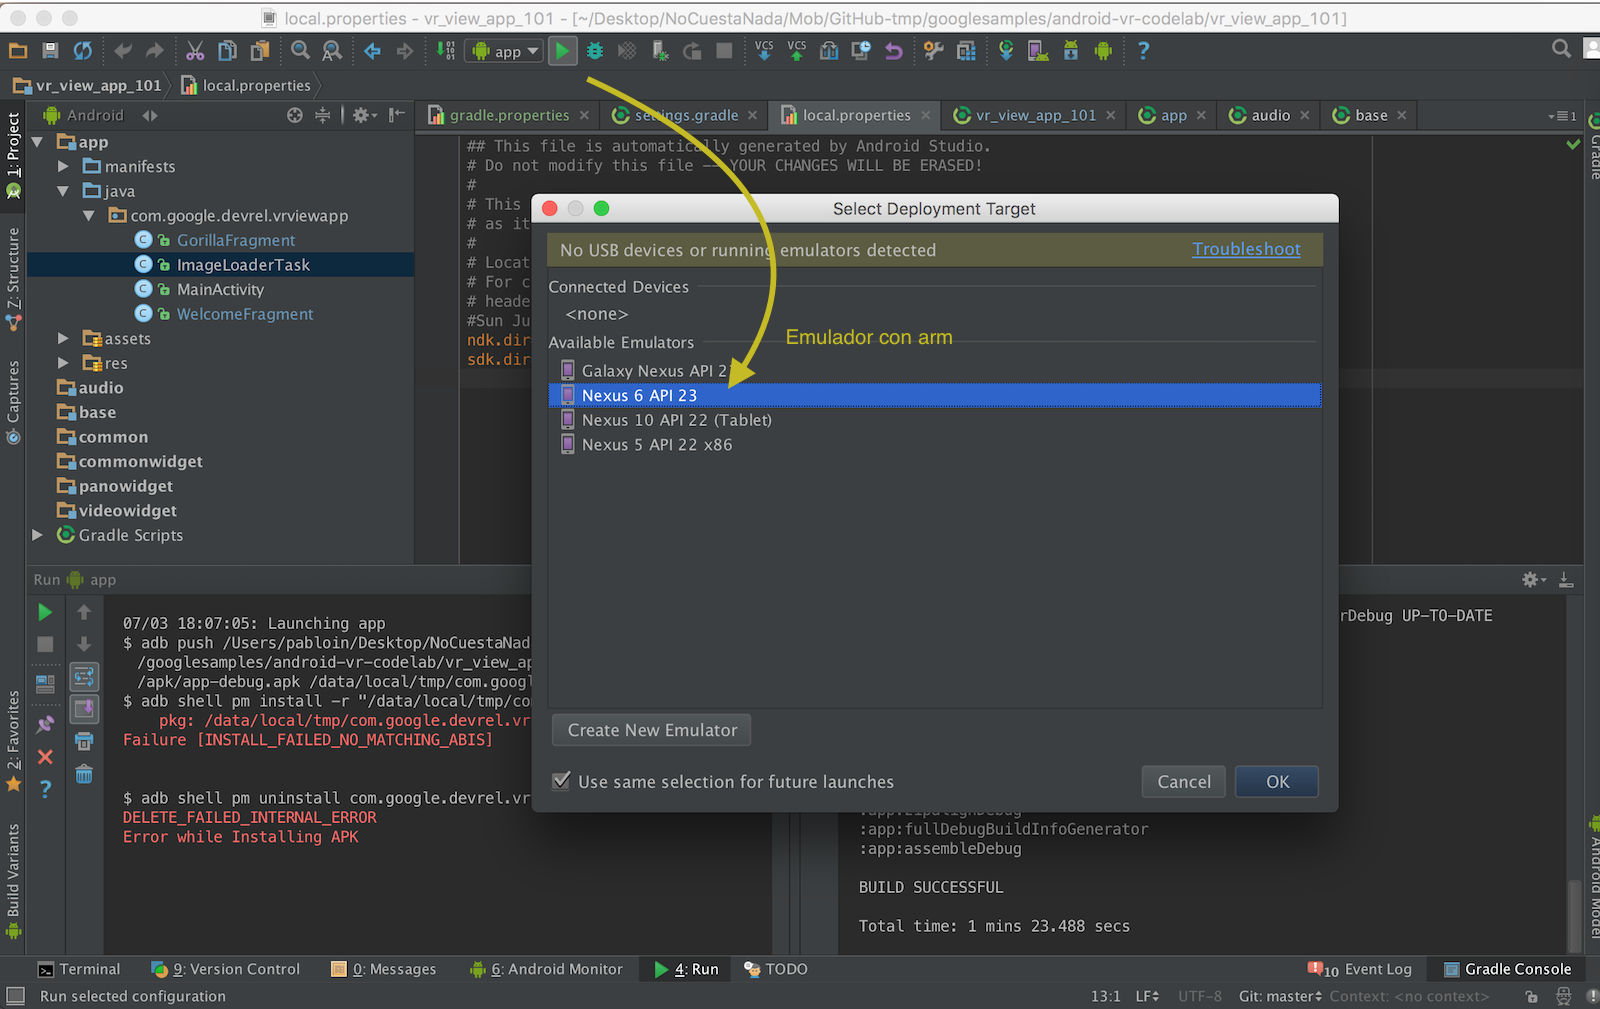 local.properties - vr_view_app_101 - [~/Desktop/NoCuestaNada/Mob/GitHub-tmp/googlesamples/android-vr-codelab/vr_view_app_101]
app
VCS
VCS
?
vr_view_app_101
local.properties
Android
gradle.properties
settings.gradle
local.properties
vr_view_app_101
app
audio
base
1: Project
7: Structure
Captures
2: Favorites
Build Variants
app
manifests
java
com.google.devrel.vrviewapp
GorillaFragment
ImageLoaderTask
MainActivity
WelcomeFragment
assets
res
audio
base
common
commonwidget
panowidget
videowidget
Gradle Scripts
## This file is automatically generated by Android Studio.
# Do not modify this file -- YOUR CHANGES WILL BE ERASED!
#
# This
# as it
#
# Locat
# For c
# heade
#Sun Ju
ndk.dir
sdk.dir
Select Deployment Target
No USB devices or running emulators detected
Troubleshoot
Connected Devices
<none>
Available Emulators
Emulador con arm
Galaxy Nexus API 2
Nexus 6 API 23
Nexus 10 API 22 (Tablet)
Nexus 5 API 22 x86
Create New Emulator
Use same selection for future launches
Cancel
OK
Run app
07/03 18:07:05: Launching app
$ adb push /Users/pabloin/Desktop/NoCuestaNad
/googlesamples/android-vr-codelab/vr_view_ap
/apk/app-debug.apk /data/local/tmp/com.googl
$ adb shell pm install -r "/data/local/tmp/co
pkg: /data/local/tmp/com.google.devrel.vr
Failure [INSTALL_FAILED_NO_MATCHING_ABIS]
$ adb shell pm uninstall com.google.devrel.vr
DELETE_FAILED_INTERNAL_ERROR
Error while Installing APK
rDebug UP-TO-DATE
:app:fullDebugBuildInfoGenerator
:app:assembleDebug
BUILD SUCCESSFUL
Total time: 1 mins 23.488 secs
Gradle
Android Model
Terminal
9: Version Control
0: Messages
6: Android Monitor
4: Run
TODO
10 Event Log
Gradle Console
Run selected configuration
13:1
LF
UTF-8
Git: master
Context: <no context>